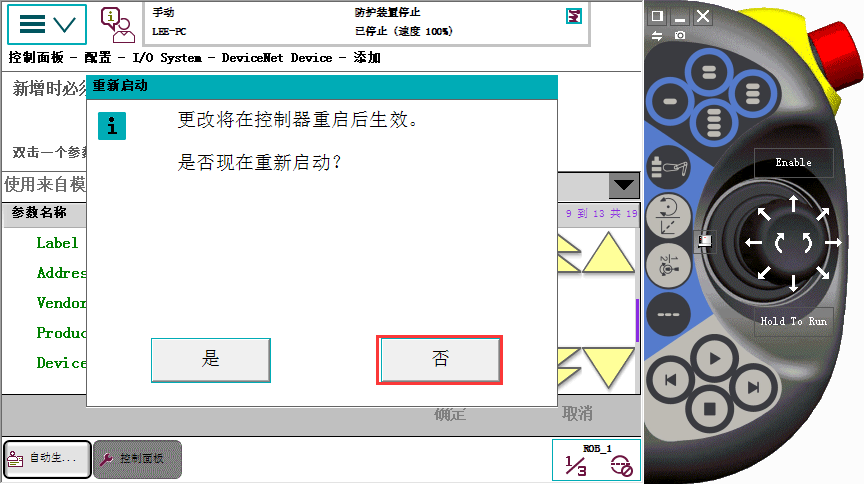 手动
防护装置停止
LEE-PC
已停止 (速度 100%)
控制面板 - 配置 - I/O System - DeviceNet Device - 添加
新增时必须
重新启动
更改将在控制器重启后生效。
是否现在重新启动？
双击一个参数
使用来自模
参数名称
9 到 13 共 19
Label
Addres
Vendor
Produc
Device
是
否
确定
取消
自动生...
控制面板
ROB_1
1/3
Enable
Hold To Run